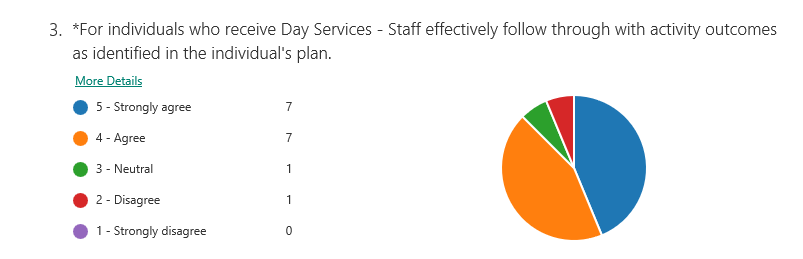 3. *For individuals who receive Day Services - Staff effectively follow through with activity outcomes
as identified in the individual's plan.
More Details
5 - Strongly agree 7
4 - Agree 7
3 - Neutral 1
2 - Disagree 1
1 - Strongly disagree 0